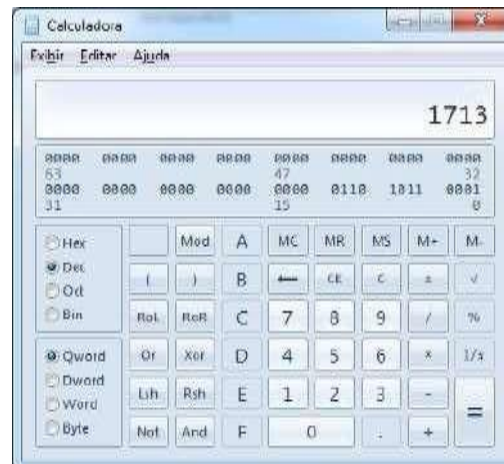 Calculadora
Exibir Editar Ajuda
1713
0000 0000 0000 0000 0000 0000 0000 0000
63 47 32
0000 0000 0000 0000 0000 0110 1011 0001
31 15 0
Hex Mod A MC MR MS M+ M-
Dec ( ) B ← CE C ± √
Oct
Bin RoL RoR C 7 8 9 / %
Qword Or Xor D 4 5 6 * 1/x
Dword
Word Lsh Rsh E 1 2 3 - =
Byte Not And F 0 . +